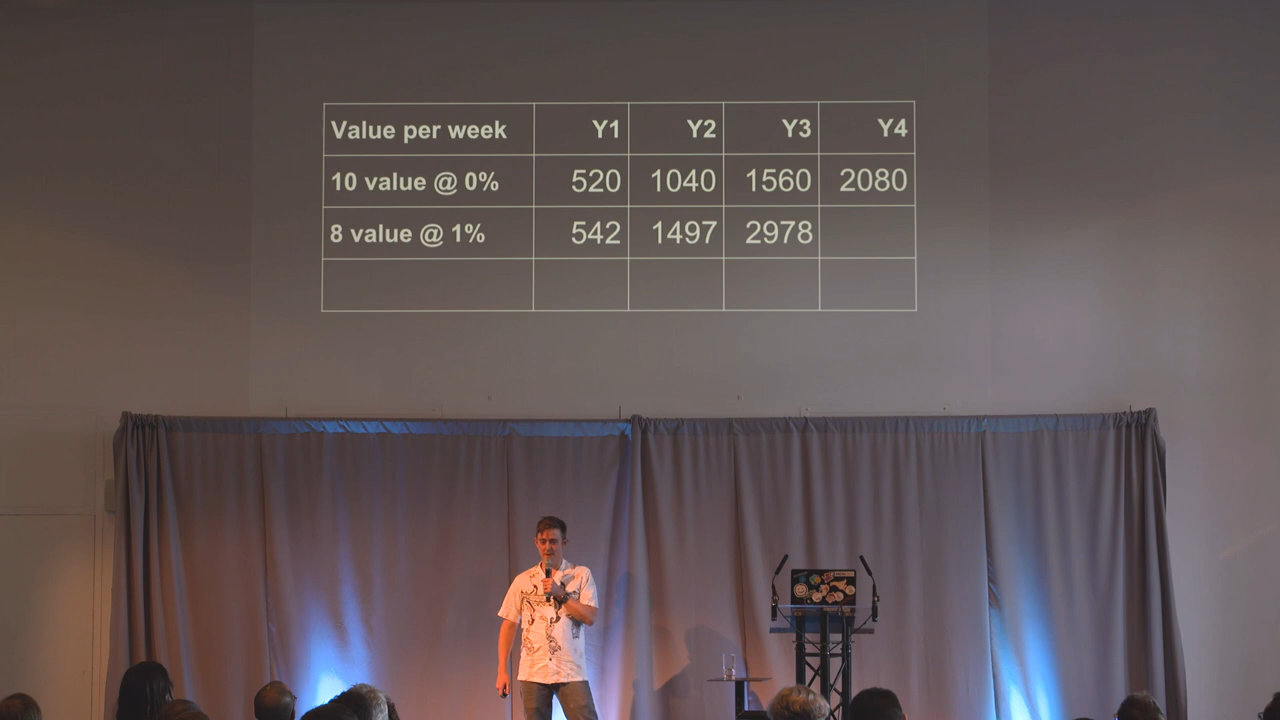 Value per week Y1 Y2 Y3 Y4
10 value @ 0% 520 1040 1560 2080
8 value @ 1% 542 1497 2978